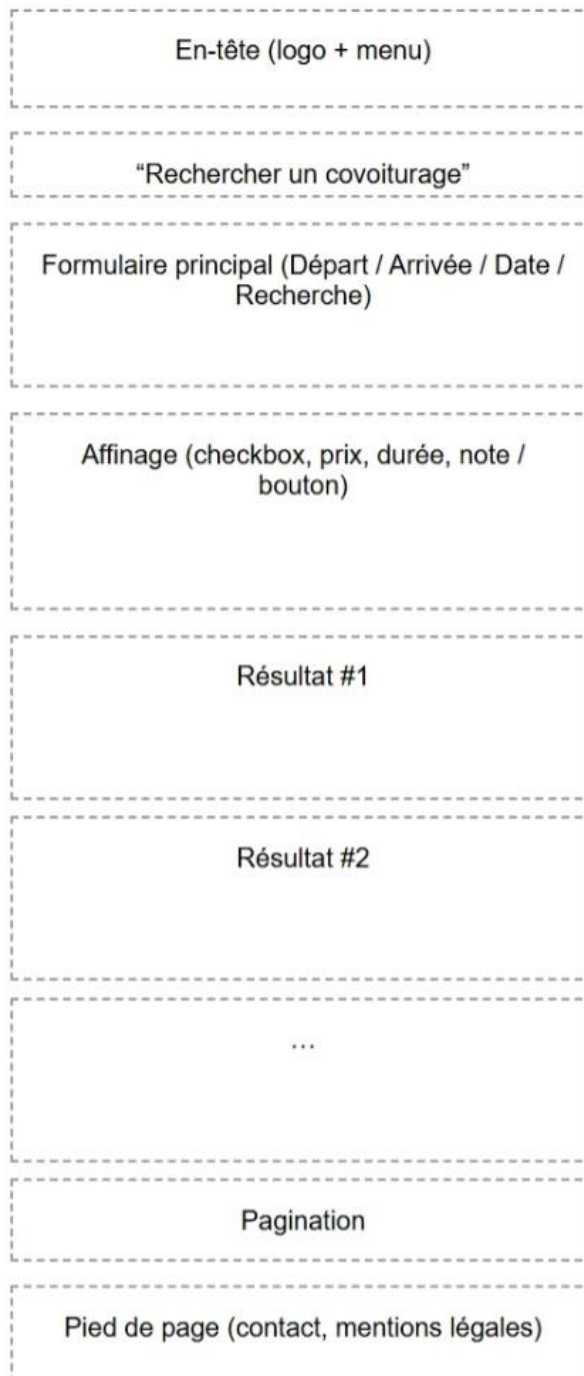 En-tête (logo + menu)
“Rechercher un covoiturage”
Formulaire principal (Départ / Arrivée / Date /
Recherche)
Affinage (checkbox, prix, durée, note /
bouton)
Résultat #1
Résultat #2
…
Pagination
Pied de page (contact, mentions légales)